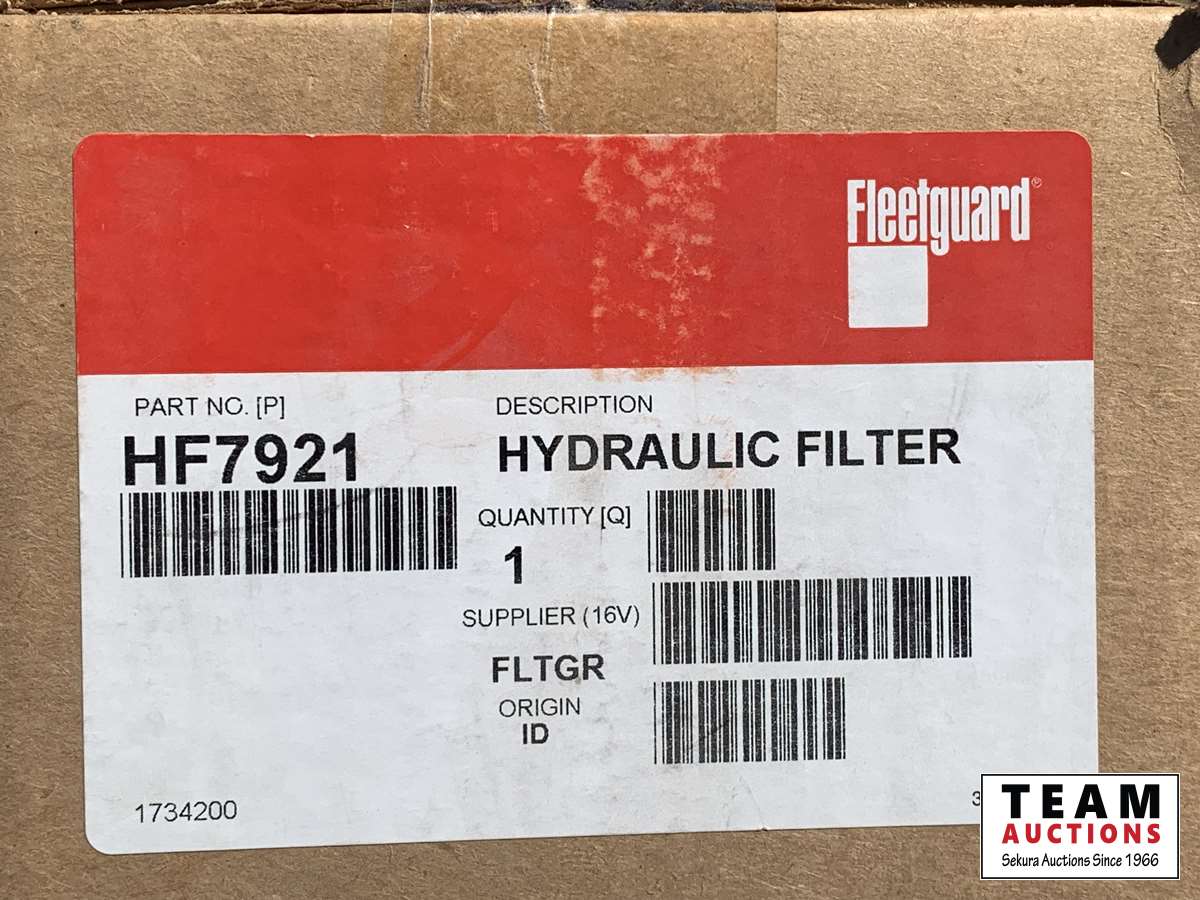 Fleetguard®
PART NO. [P]
HF7921
DESCRIPTION
HYDRAULIC FILTER
QUANTITY [Q]
1
SUPPLIER (16V)
FLTGR
ORIGIN
ID
1734200
3
TEAM
AUCTIONS
Sekura Auctions Since 1966